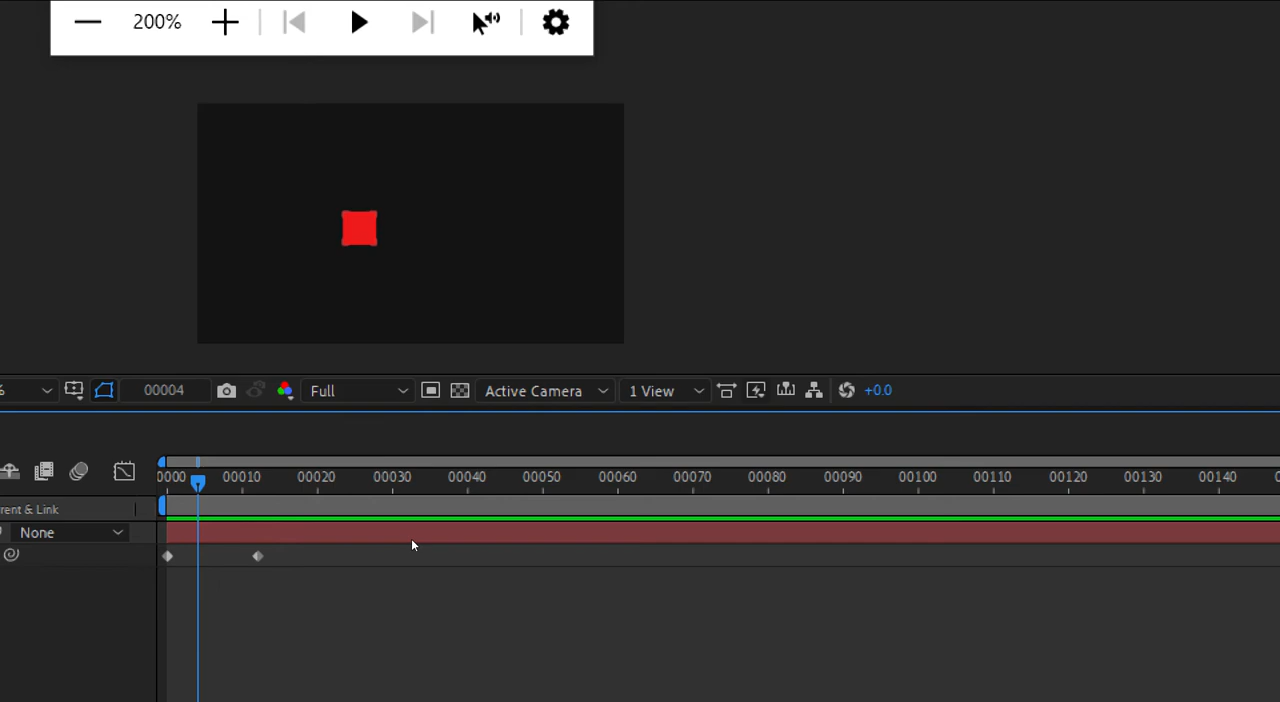 200%
%
00004
Full
Active Camera
1 View
+0.0
0000 00010 00020 00030 00040 00050 00060 00070 00080 00090 00100 00110 00120 00130 00140
rent & Link
None